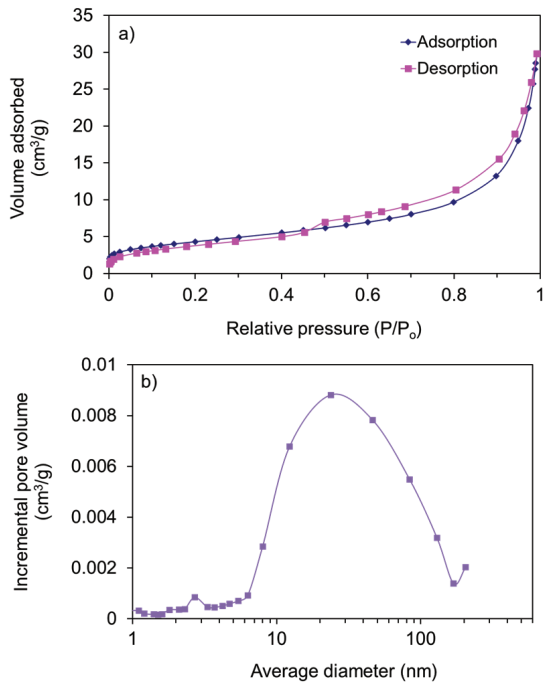 a)
Adsorption
Desorption
35
30
25
20
15
10
5
0
0 0.2 0.4 0.6 0.8 1
Volume adsorbed
(cm³/g)
Relative pressure (P/Pₒ)
b)
0.01
0.008
0.006
0.004
0.002
0
1 10 100
Incremental pore volume
(cm³/g)
Average diameter (nm)